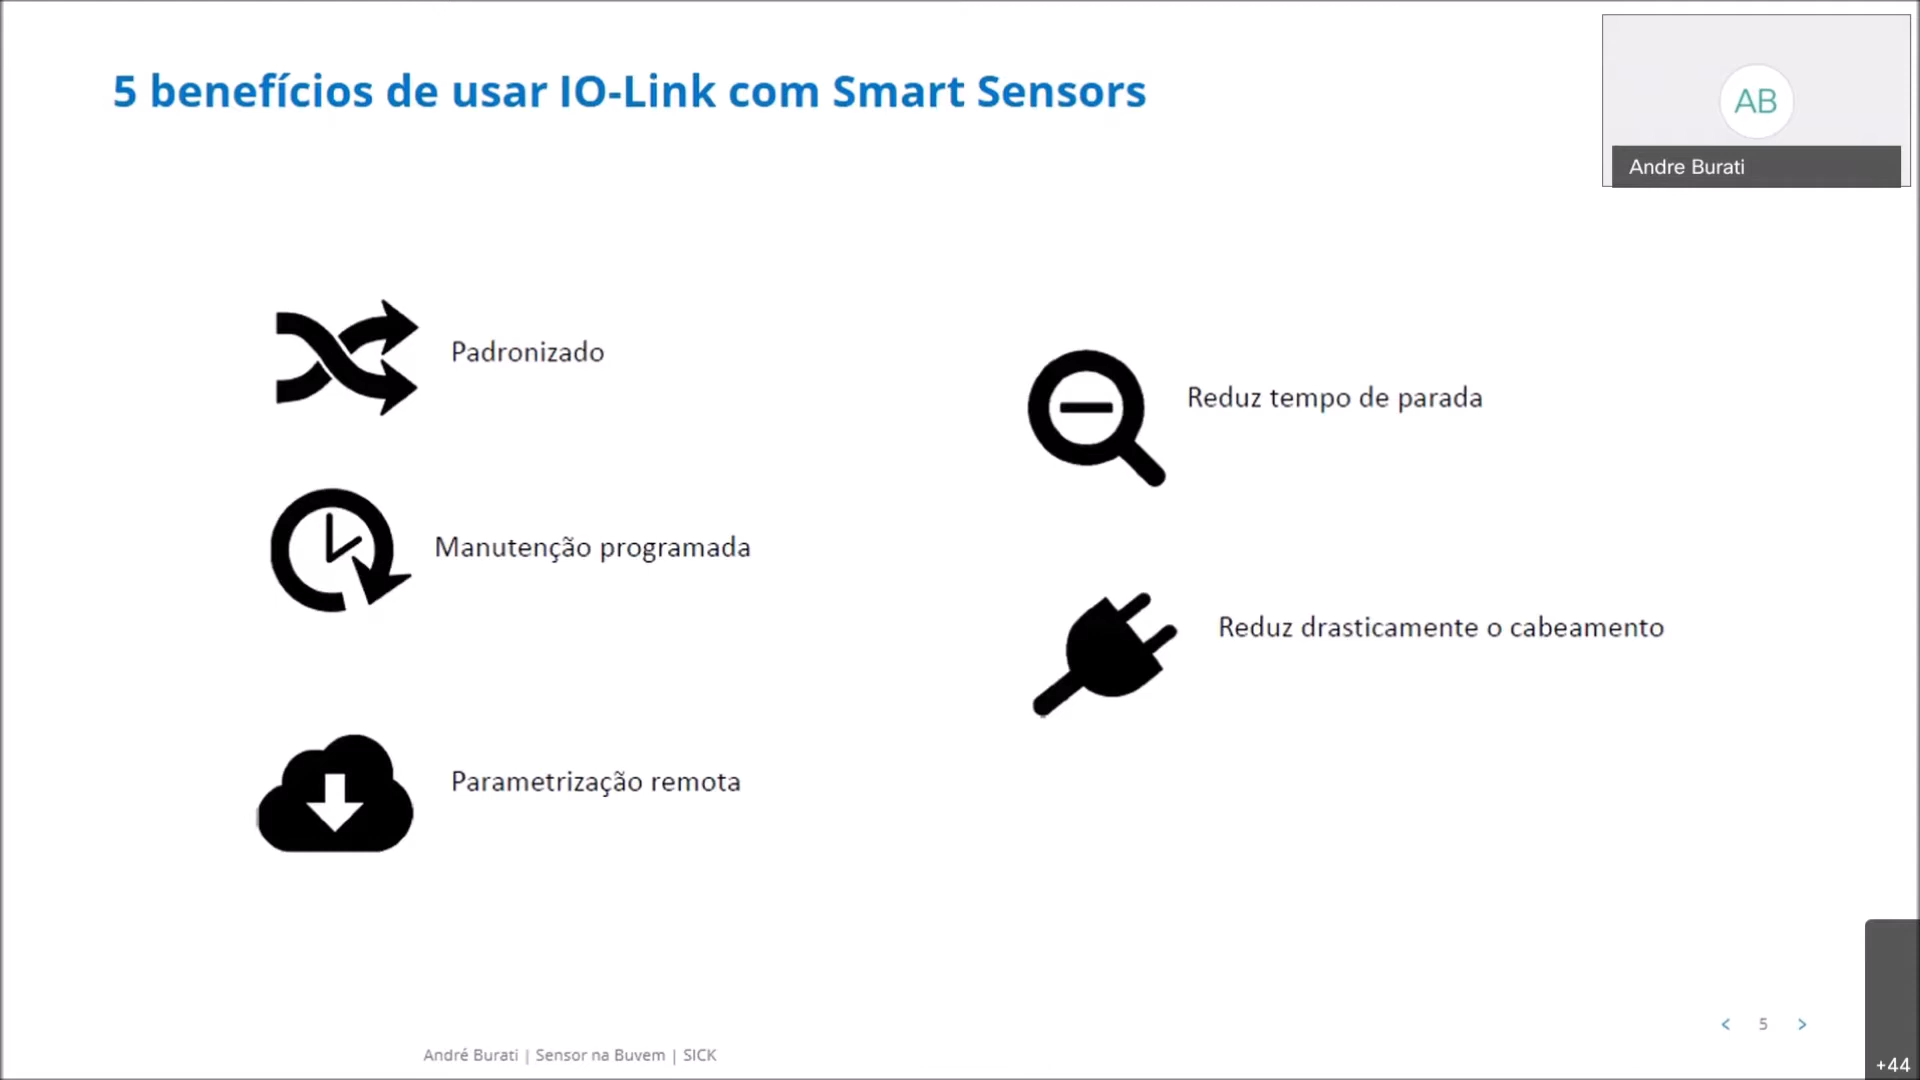 5 benefícios de usar IO-Link com Smart Sensors
AB
Andre Burati
Padronizado
Reduz tempo de parada
Manutenção programada
Reduz drasticamente o cabeamento
Parametrização remota
< 5 >
André Burati | Sensor na Buvem | SICK
+44